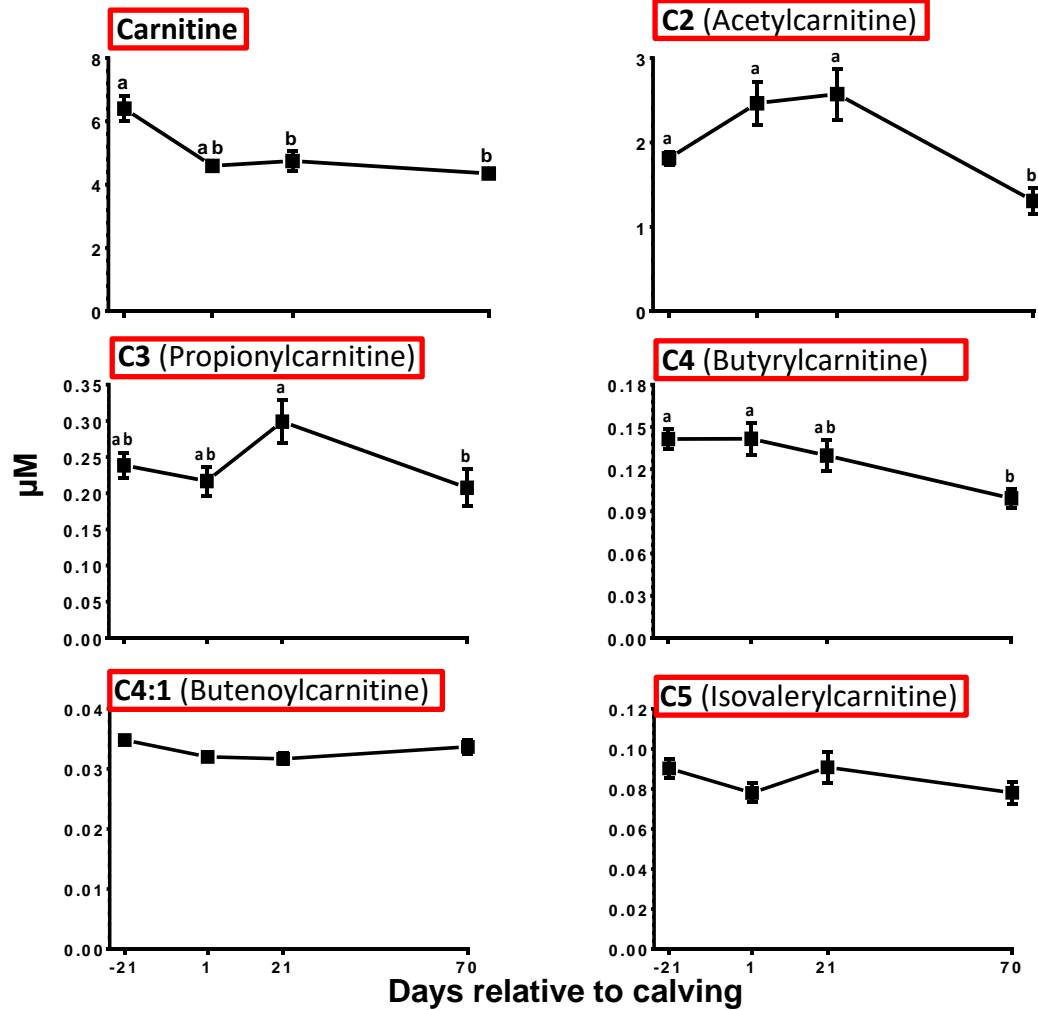 Carnitine
8
6
4
2
0
a
a b
b
b
C2 (Acetylcarnitine)
3
2
1
0
a
a
a
b
C3 (Propionylcarnitine)
0.35
0.30
0.25
0.20
0.15
0.10
0.05
0.00
a b
a b
a
b
C4 (Butyrylcarnitine)
0.18
0.15
0.12
0.09
0.06
0.03
0.00
a
a
a b
b
µM
C4:1 (Butenoylcarnitine)
0.04
0.03
0.02
0.01
0.00
-21 1 21 70
C5 (Isovalerylcarnitine)
0.12
0.10
0.08
0.06
0.04
0.02
0.00
-21 1 21 70
Days relative to calving